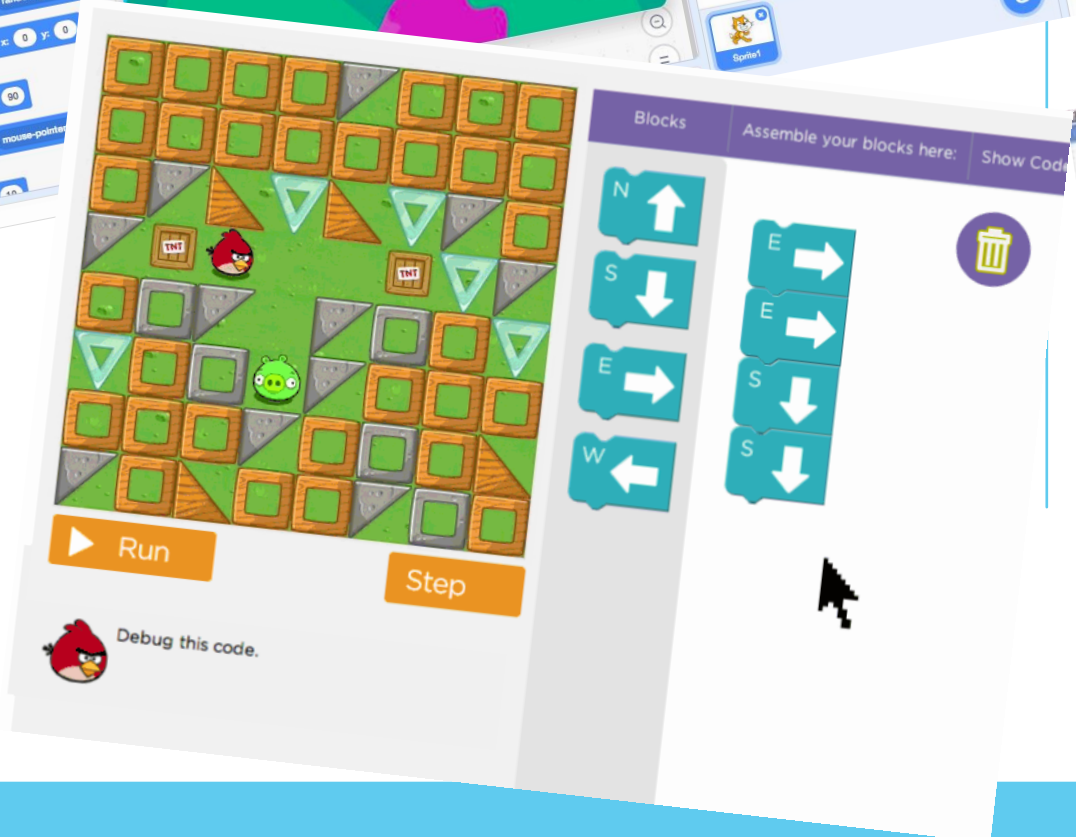 x: 0 y: 0
90
mouse-pointer
10
Sprite1
Blocks
Assemble your blocks here:
Show Code
N
S
E
W
E
E
S
S
TNT
TNT
Run
Step
Debug this code.